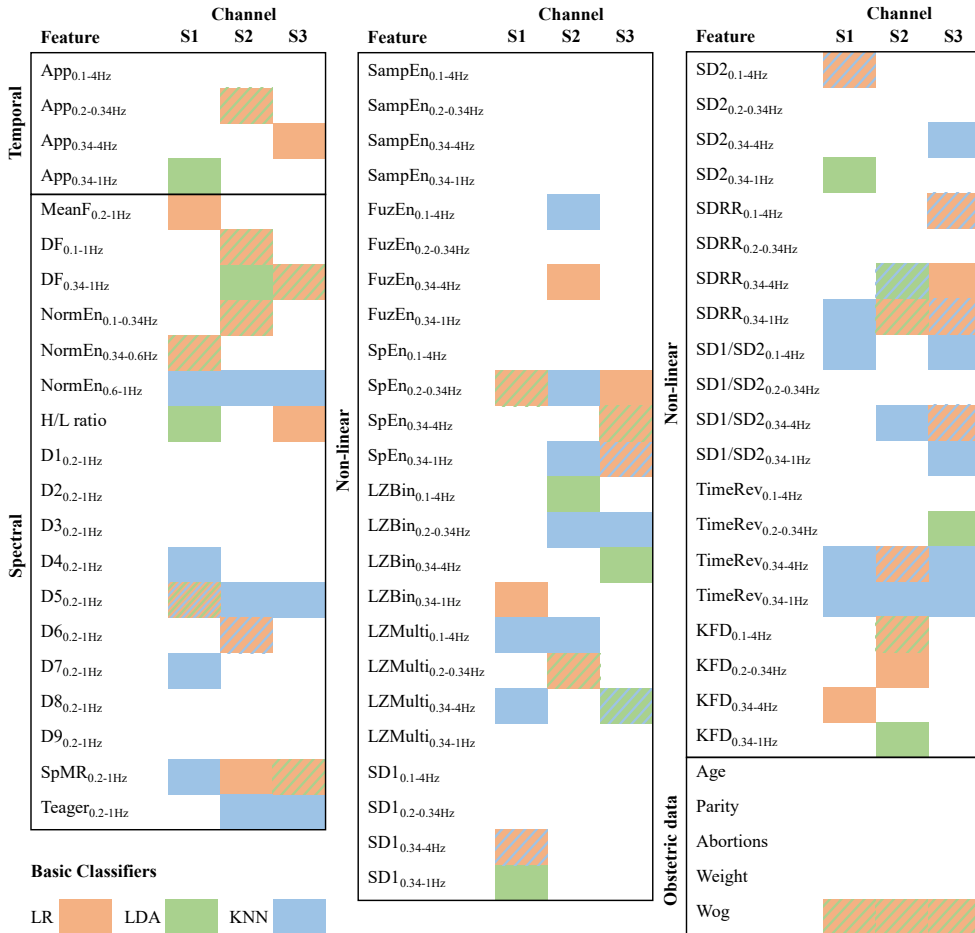 Channel
Feature S1 S2 S3
Temporal
App0.1-4Hz
App0.2-0.34Hz
App0.34-4Hz
App0.34-1Hz
Spectral
MeanF0.2-1Hz
DF0.1-1Hz
DF0.34-1Hz
NormEn0.1-0.34Hz
NormEn0.34-0.6Hz
NormEn0.6-1Hz
H/L ratio
D10.2-1Hz
D20.2-1Hz
D30.2-1Hz
D40.2-1Hz
D50.2-1Hz
D60.2-1Hz
D70.2-1Hz
D80.2-1Hz
D90.2-1Hz
SpMR0.2-1Hz
Teager0.2-1Hz
Basic Classifiers
LR LDA KNN
Channel
Feature S1 S2 S3
Non-linear
SampEn0.1-4Hz
SampEn0.2-0.34Hz
SampEn0.34-4Hz
SampEn0.34-1Hz
FuzEn0.1-4Hz
FuzEn0.2-0.34Hz
FuzEn0.34-4Hz
FuzEn0.34-1Hz
SpEn0.1-4Hz
SpEn0.2-0.34Hz
SpEn0.34-4Hz
SpEn0.34-1Hz
LZBin0.1-4Hz
LZBin0.2-0.34Hz
LZBin0.34-4Hz
LZBin0.34-1Hz
LZMulti0.1-4Hz
LZMulti0.2-0.34Hz
LZMulti0.34-4Hz
LZMulti0.34-1Hz
SD10.1-4Hz
SD10.2-0.34Hz
SD10.34-4Hz
SD10.34-1Hz
Channel
Feature S1 S2 S3
Non-linear
SD20.1-4Hz
SD20.2-0.34Hz
SD20.34-4Hz
SD20.34-1Hz
SDRR0.1-4Hz
SDRR0.2-0.34Hz
SDRR0.34-4Hz
SDRR0.34-1Hz
SD1/SD20.1-4Hz
SD1/SD20.2-0.34Hz
SD1/SD20.34-4Hz
SD1/SD20.34-1Hz
TimeRev0.1-4Hz
TimeRev0.2-0.34Hz
TimeRev0.34-4Hz
TimeRev0.34-1Hz
KFD0.1-4Hz
KFD0.2-0.34Hz
KFD0.34-4Hz
KFD0.34-1Hz
Obstetric data
Age
Parity
Abortions
Weight
Wog